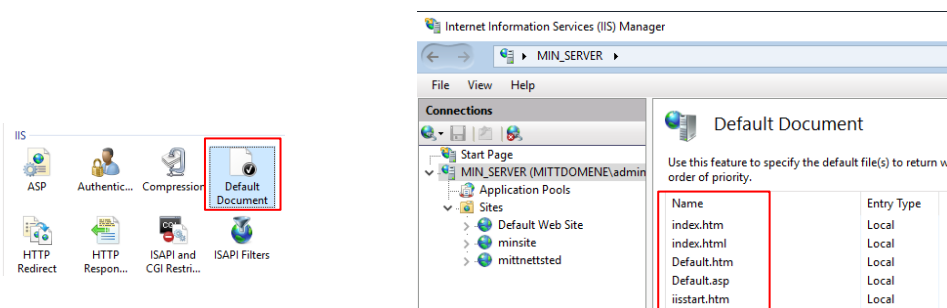 IIS
ASP
Authentic...
Compression
Default
Document
HTTP
Redirect
HTTP
Respon...
ISAPI and
CGI Restri...
ISAPI Filters
Internet Information Services (IIS) Manager
MIN_SERVER
File View Help
Connections
Start Page
MIN_SERVER (MITTDOMENE\admin
Application Pools
Sites
Default Web Site
minsite
mittnettsted
Default Document
Use this feature to specify the default file(s) to return w
order of priority.
Name Entry Type
index.htm Local
index.html Local
Default.htm Local
Default.asp Local
iisstart.htm Local